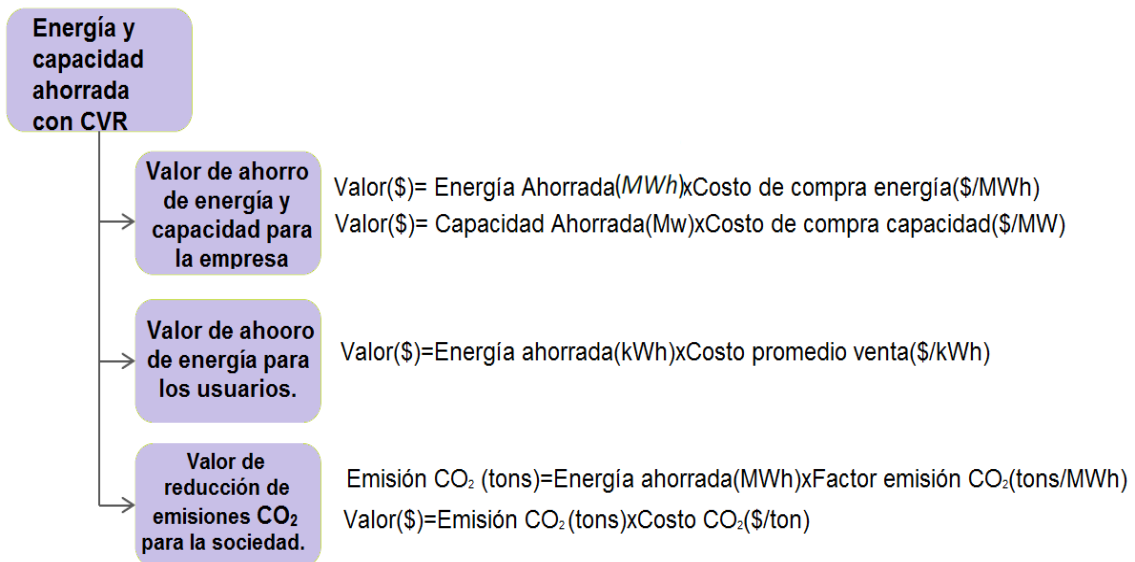 Energía y
capacidad
ahorrada
con CVR
Valor de ahorro
de energía y
capacidad para
la empresa
Valor($)= Energía Ahorrada(MWh)xCosto de compra energía($/MWh)
Valor($)= Capacidad Ahorrada(Mw)xCosto de compra capacidad($/MW)
Valor de ahooro
de energía para
los usuarios.
Valor($)=Energía ahorrada(kWh)xCosto promedio venta($/kWh)
Valor de
reducción de
emisiones CO₂
para la sociedad.
Emisión CO₂ (tons)=Energía ahorrada(MWh)xFactor emisión CO₂(tons/MWh)
Valor($)=Emisión CO₂(tons)xCosto CO₂($/ton)